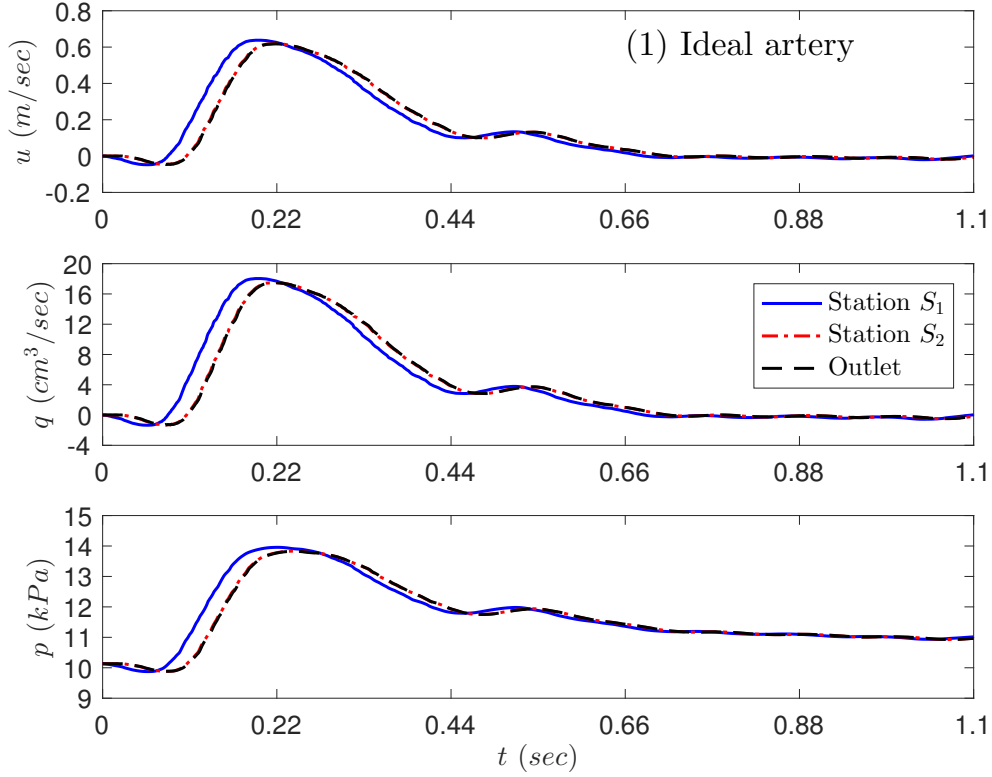 (1) Ideal artery
u (m/sec)
0.8
0.6
0.4
0.2
0
-0.2
0 0.22 0.44 0.66 0.88 1.1
q (cm³/sec)
20
16
12
8
4
0
-4
Station S₁
Station S₂
Outlet
0 0.22 0.44 0.66 0.88 1.1
p (kPa)
15
14
13
12
11
10
9
0 0.22 0.44 0.66 0.88 1.1
t (sec)